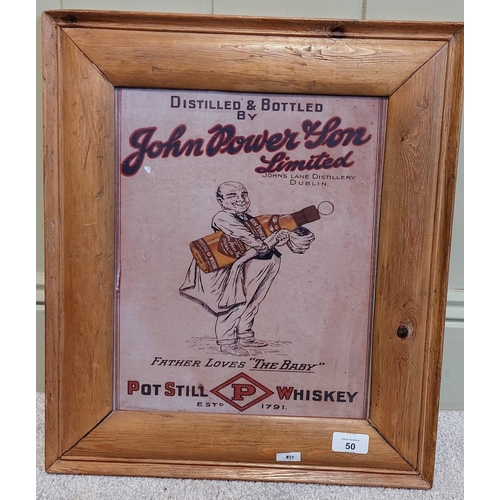 DISTILLED & BOTTLED
BY
John Power & Son
Limited
JOHNS LANE DISTILLERY
DUBLIN
FATHER LOVES "THE BABY"
POT STILL P WHISKEY
ESTD 1791.
50